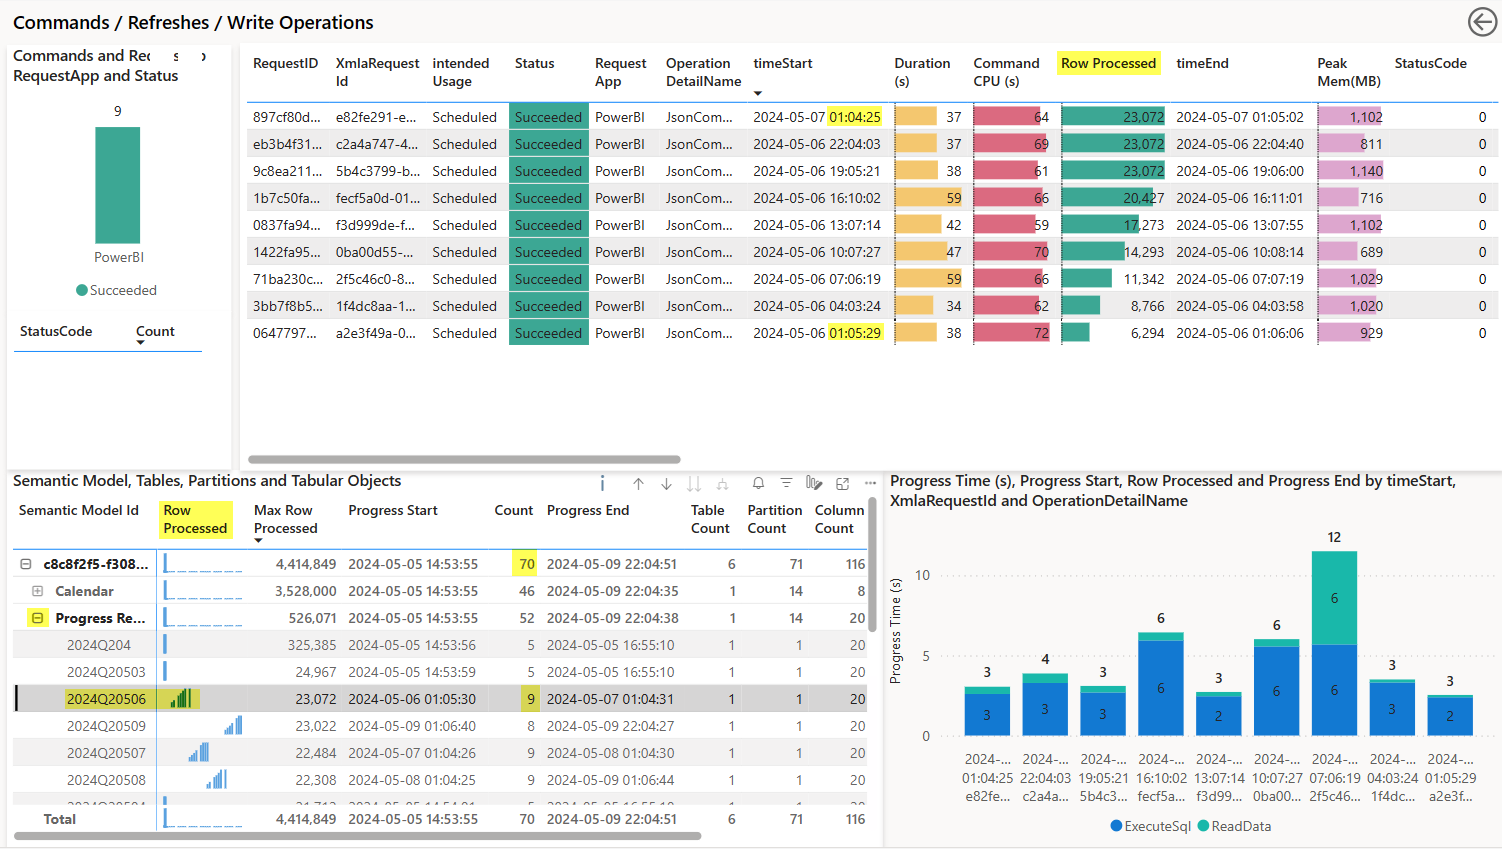 Commands / Refreshes / Write Operations
Commands and Rec s
RequestApp and Status
9
PowerBI
Succeeded
StatusCode Count
RequestID XmlaRequest Id intended Usage Status Request App Operation DetailName timeStart Duration (s) Command CPU (s) Row Processed timeEnd Peak Mem(MB) StatusCode
897cf80d... e82fe291-e... Scheduled Succeeded PowerBI JsonCom... 2024-05-07 01:04:25 37 64 23,072 2024-05-07 01:05:02 1,102 0
eb3b4f31... c2a4a747-4... Scheduled Succeeded PowerBI JsonCom... 2024-05-06 22:04:03 37 69 23,072 2024-05-06 22:04:40 811 0
9c8ea211... 5b4c3799-b... Scheduled Succeeded PowerBI JsonCom... 2024-05-06 19:05:21 38 61 23,072 2024-05-06 19:06:00 1,140 0
1b7c50fa... fecf5a0d-01... Scheduled Succeeded PowerBI JsonCom... 2024-05-06 16:10:02 59 66 20,427 2024-05-06 16:11:01 716 0
0837fa94... f3d999de-f... Scheduled Succeeded PowerBI JsonCom... 2024-05-06 13:07:14 42 59 17,273 2024-05-06 13:07:55 1,102 0
1422fa95... 0ba00d55-... Scheduled Succeeded PowerBI JsonCom... 2024-05-06 10:07:27 47 70 14,293 2024-05-06 10:08:14 689 0
71ba230c... 2f5c46c0-8... Scheduled Succeeded PowerBI JsonCom... 2024-05-06 07:06:19 59 66 11,342 2024-05-06 07:07:19 1,029 0
3bb7f8b5... 1f4dc8aa-1... Scheduled Succeeded PowerBI JsonCom... 2024-05-06 04:03:24 34 62 8,766 2024-05-06 04:03:58 1,020 0
0647797... a2e3f49a-0... Scheduled Succeeded PowerBI JsonCom... 2024-05-06 01:05:29 38 72 6,294 2024-05-06 01:06:06 929 0
Semantic Model, Tables, Partitions and Tabular Objects
Semantic Model Id Row Processed Max Row Processed Progress Start Count Progress End Table Count Partition Count Column Count
c8c8f2f5-f308... 4,414,849 2024-05-05 14:53:55 70 2024-05-09 22:04:51 6 71 116
Calendar 3,528,000 2024-05-05 14:53:55 46 2024-05-09 22:04:35 1 14 8
Progress Re... 526,071 2024-05-05 14:53:55 52 2024-05-09 22:04:38 1 14 20
2024Q204 325,385 2024-05-05 14:53:56 5 2024-05-05 16:55:10 1 1 20
2024Q20503 24,967 2024-05-05 14:53:59 5 2024-05-05 16:55:10 1 1 20
2024Q20506 23,072 2024-05-06 01:05:30 9 2024-05-07 01:04:31 1 1 20
2024Q20509 23,022 2024-05-09 01:06:40 8 2024-05-09 22:04:27 1 1 20
2024Q20507 22,484 2024-05-07 01:04:26 9 2024-05-08 01:04:30 1 1 20
2024Q20508 22,308 2024-05-08 01:04:25 9 2024-05-09 01:06:44 1 1 20
Total 4,414,849 2024-05-05 14:53:55 70 2024-05-09 22:04:51 6 71 116
Progress Time (s), Progress Start, Row Processed and Progress End by timeStart,
XmlaRequestId and OperationDetailName
Progress Time (s)
10
5
0
3 4 3 6 3 6 12 3 3
6
3 3 3 6 2 6 6 3 2
2024-... 2024-... 2024-... 2024-... 2024-... 2024-... 2024-... 2024-... 2024-...
01:04:25 22:04:03 19:05:21 16:10:02 13:07:14 10:07:27 07:06:19 04:03:24 01:05:29
e82fe... c2a4a... 5b4c3... fecf5a... f3d99... 0ba00... 2f5c46... 1f4dc... a2e3f...
ExecuteSql ReadData